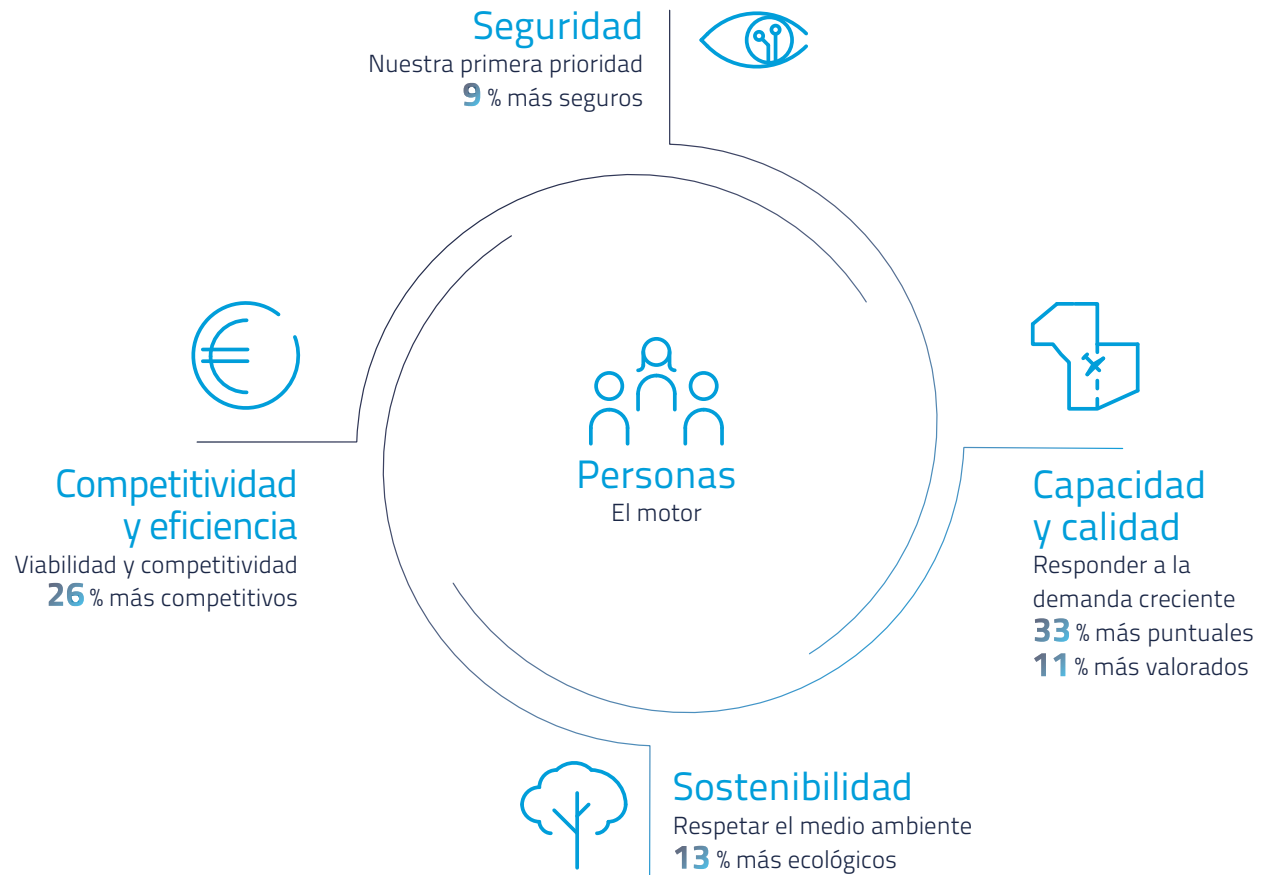 Seguridad
Nuestra primera prioridad
9 % más seguros
Personas
El motor
Competitividad
y eficiencia
Viabilidad y competitividad
26 % más competitivos
Capacidad
y calidad
Responder a la
demanda creciente
33 % más puntuales
11 % más valorados
Sostenibilidad
Respetar el medio ambiente
13 % más ecológicos